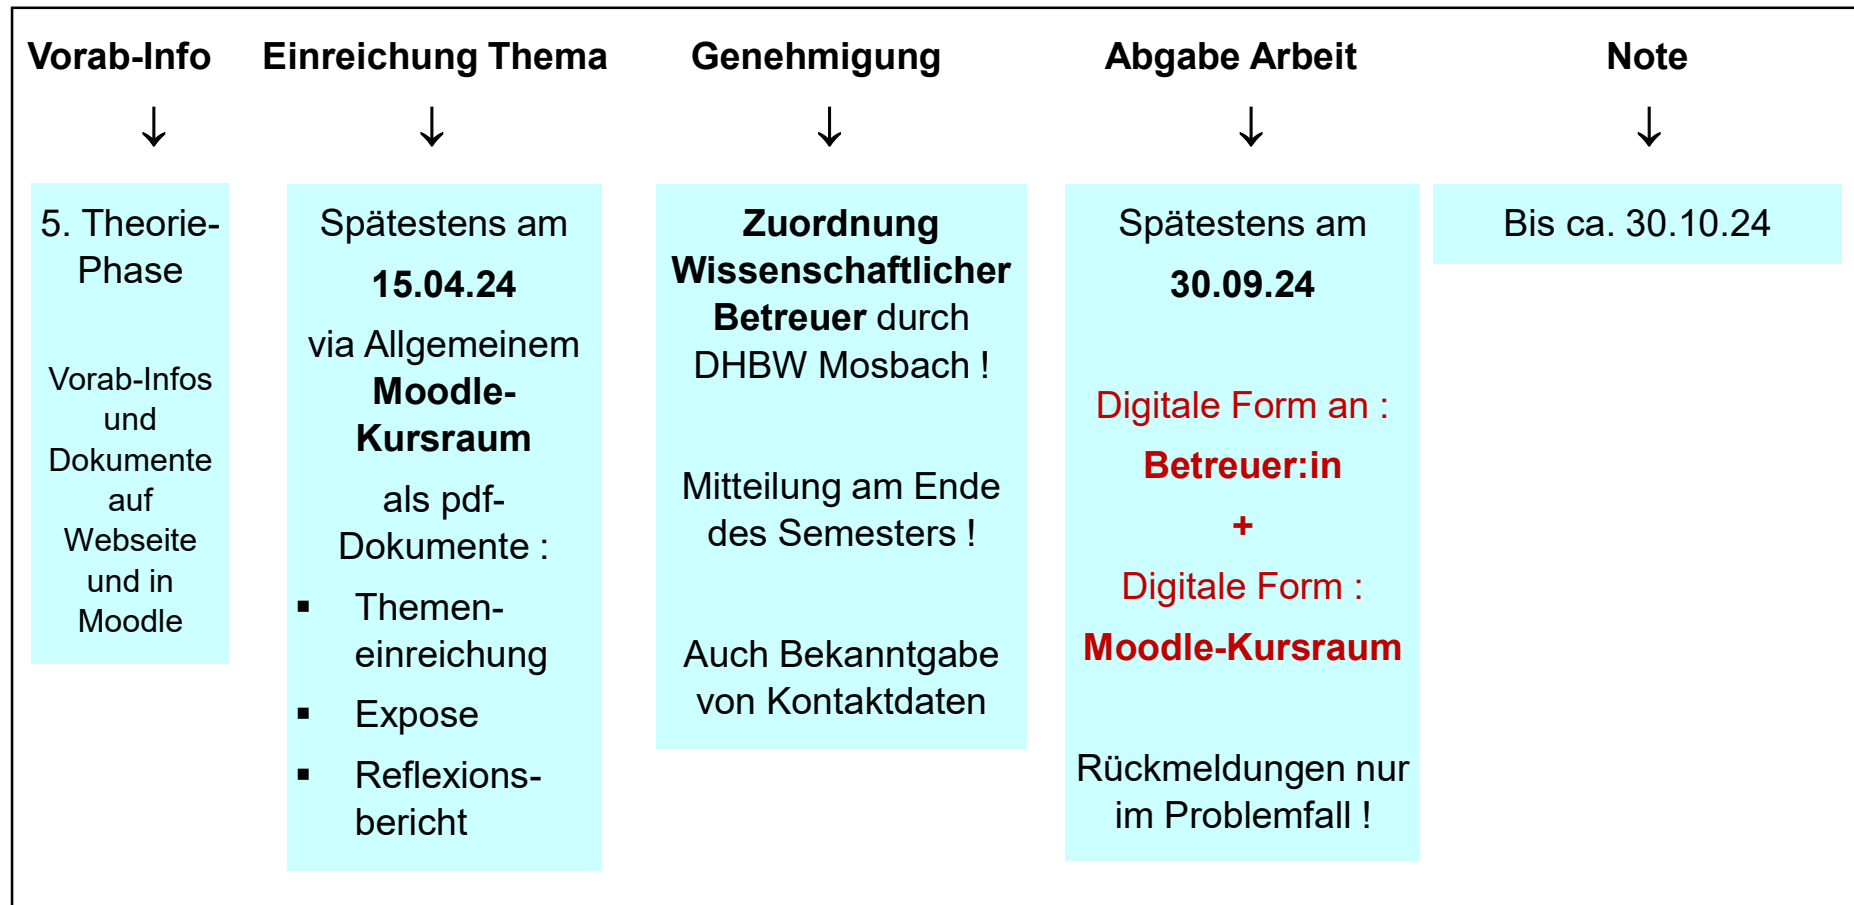 Vorab-Info
Einreichung Thema
Genehmigung
Abgabe Arbeit
Note
↓
↓
↓
↓
↓
5. Theorie-
Phase
Vorab-Infos
und
Dokumente
auf
Webseite
und in
Moodle
Spätestens am
15.04.24
via Allgemeinem
Moodle-
Kursraum
als pdf-
Dokumente :
▪ Themen-
einreichung
▪ Expose
▪ Reflexions-
bericht
Zuordnung
Wissenschaftlicher
Betreuer durch
DHBW Mosbach !
Mitteilung am Ende
des Semesters !
Auch Bekanntgabe
von Kontaktdaten
Spätestens am
30.09.24
Digitale Form an :
Betreuer:in
+
Digitale Form :
Moodle-Kursraum
Rückmeldungen nur
im Problemfall !
Bis ca. 30.10.24